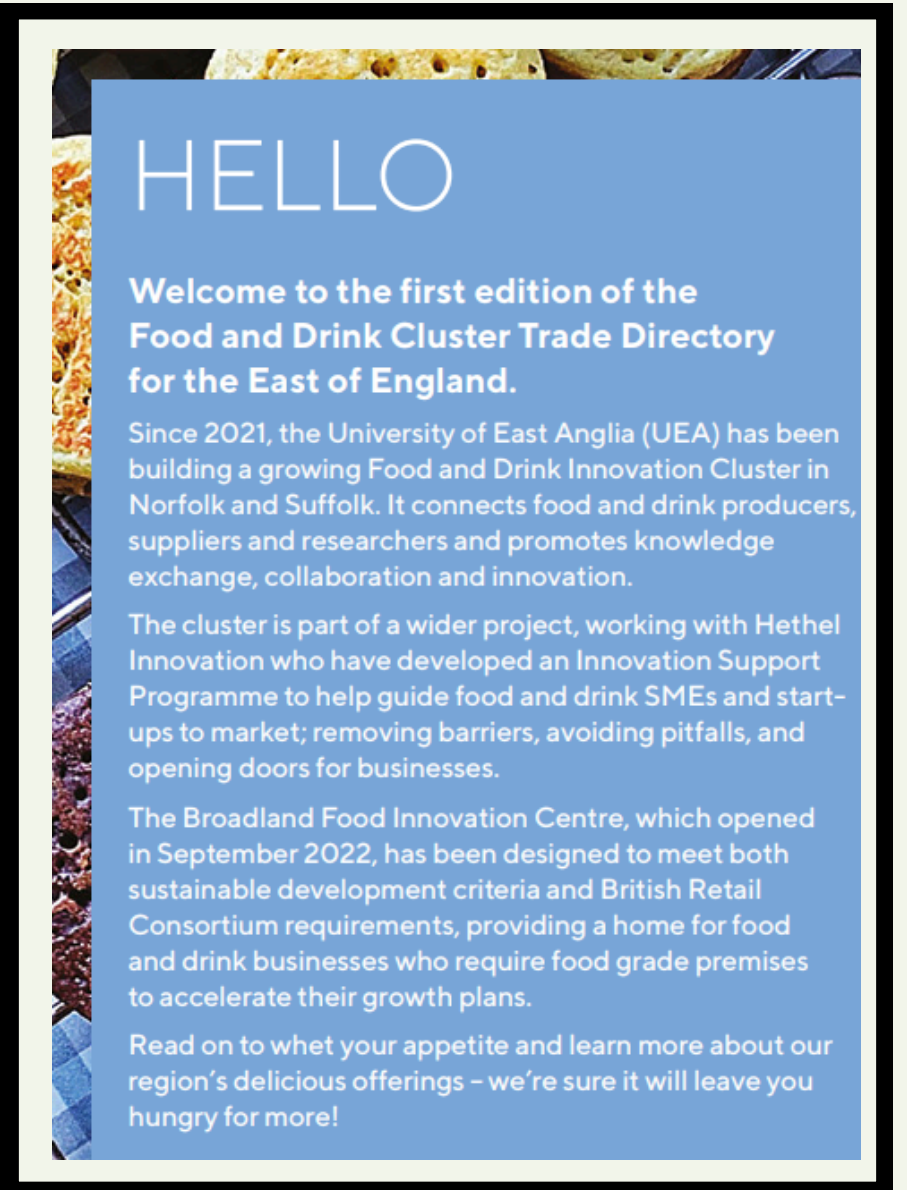 HELLO
Welcome to the first edition of the
Food and Drink Cluster Trade Directory
for the East of England.
Since 2021, the University of East Anglia (UEA) has been
building a growing Food and Drink Innovation Cluster in
Norfolk and Suffolk. It connects food and drink producers,
suppliers and researchers and promotes knowledge
exchange, collaboration and innovation.
The cluster is part of a wider project, working with Hethel
Innovation who have developed an Innovation Support
Programme to help guide food and drink SMEs and start-
ups to market; removing barriers, avoiding pitfalls, and
opening doors for businesses.
The Broadland Food Innovation Centre, which opened
in September 2022, has been designed to meet both
sustainable development criteria and British Retail
Consortium requirements, providing a home for food
and drink businesses who require food grade premises
to accelerate their growth plans.
Read on to whet your appetite and learn more about our
region's delicious offerings – we're sure it will leave you
hungry for more!